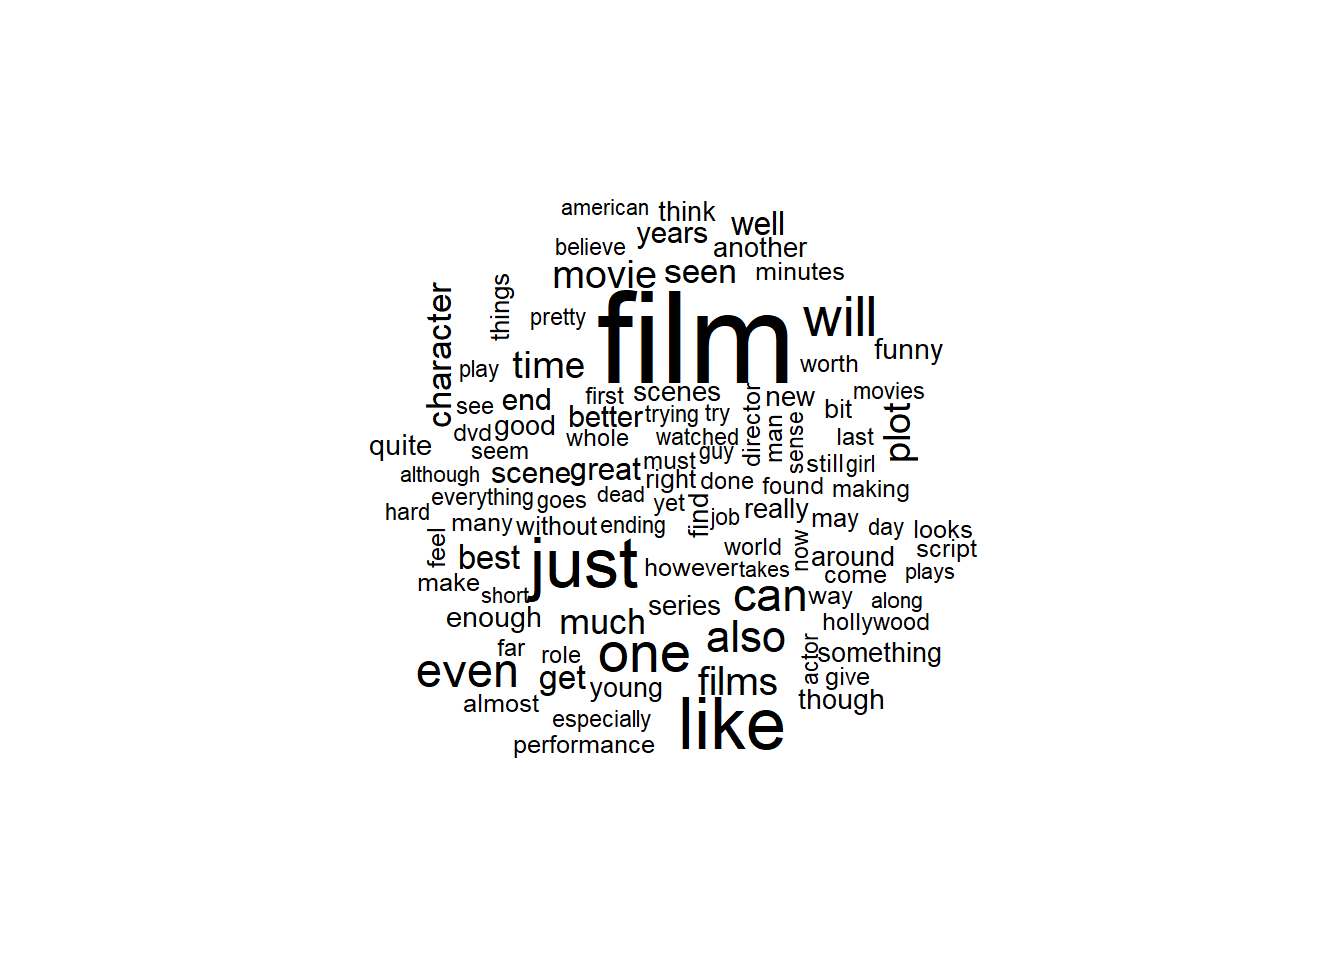 american think well
believe years another
movie seen minutes
character things pretty film will
play time worth funny
see end first scenes new movies
dvd good better trying try director man bit plot
quite seem whole watched guy sense last
although scene great must still girl
everything goes dead right done found making
hard many without ending yet find job really may day looks
feel best just world now around script
make short however takes come plays
enough much series can way along
far role one also hollywood
even get young films actor something
almost especially like give though
performance